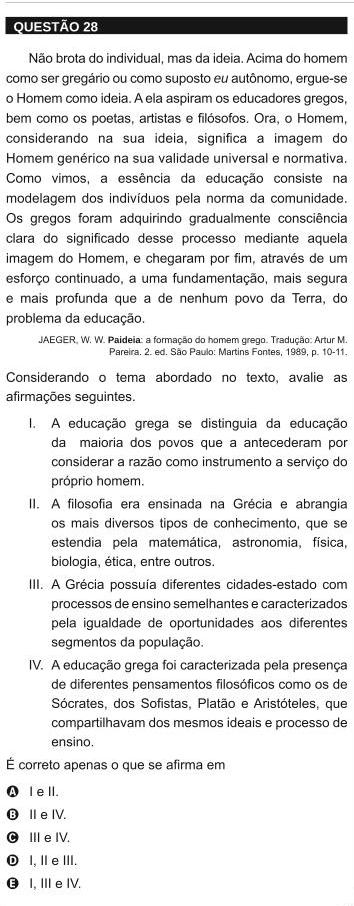 QUESTÃO 28
Não brota do individual, mas da ideia. Acima do homem
como ser gregário ou como suposto eu autônomo, ergue-se
o Homem como ideia. A ela aspiram os educadores gregos,
bem como os poetas, artistas e filósofos. Ora, o Homem,
considerando na sua ideia, significa a imagem do
Homem genérico na sua validade universal e normativa.
Como vimos, a essência da educação consiste na
modelagem dos indivíduos pela norma da comunidade.
Os gregos foram adquirindo gradualmente consciência
clara do significado desse processo mediante aquela
imagem do Homem, e chegaram por fim, através de um
esforço continuado, a uma fundamentação, mais segura
e mais profunda que a de nenhum povo da Terra, do
problema da educação.
JAEGER, W. W. Paideia: a formação do homem grego. Tradução: Artur M.
Pareira. 2. ed. São Paulo: Martins Fontes, 1989, p. 10-11.
Considerando o tema abordado no texto, avalie as
afirmações seguintes.
I. A educação grega se distinguia da educação
da maioria dos povos que a antecederam por
considerar a razão como instrumento a serviço do
próprio homem.
II. A filosofia era ensinada na Grécia e abrangia
os mais diversos tipos de conhecimento, que se
estendia pela matemática, astronomia, física,
biologia, ética, entre outros.
III. A Grécia possuía diferentes cidades-estado com
processos de ensino semelhantes e caracterizados
pela igualdade de oportunidades aos diferentes
segmentos da população.
IV. A educação grega foi caracterizada pela presença
de diferentes pensamentos filosóficos como os de
Sócrates, dos Sofistas, Platão e Aristóteles, que
compartilhavam dos mesmos ideais e processo de
ensino.
É correto apenas o que se afirma em
A I e II.
B II e IV.
C III e IV.
D I, II e III.
E I, III e IV.